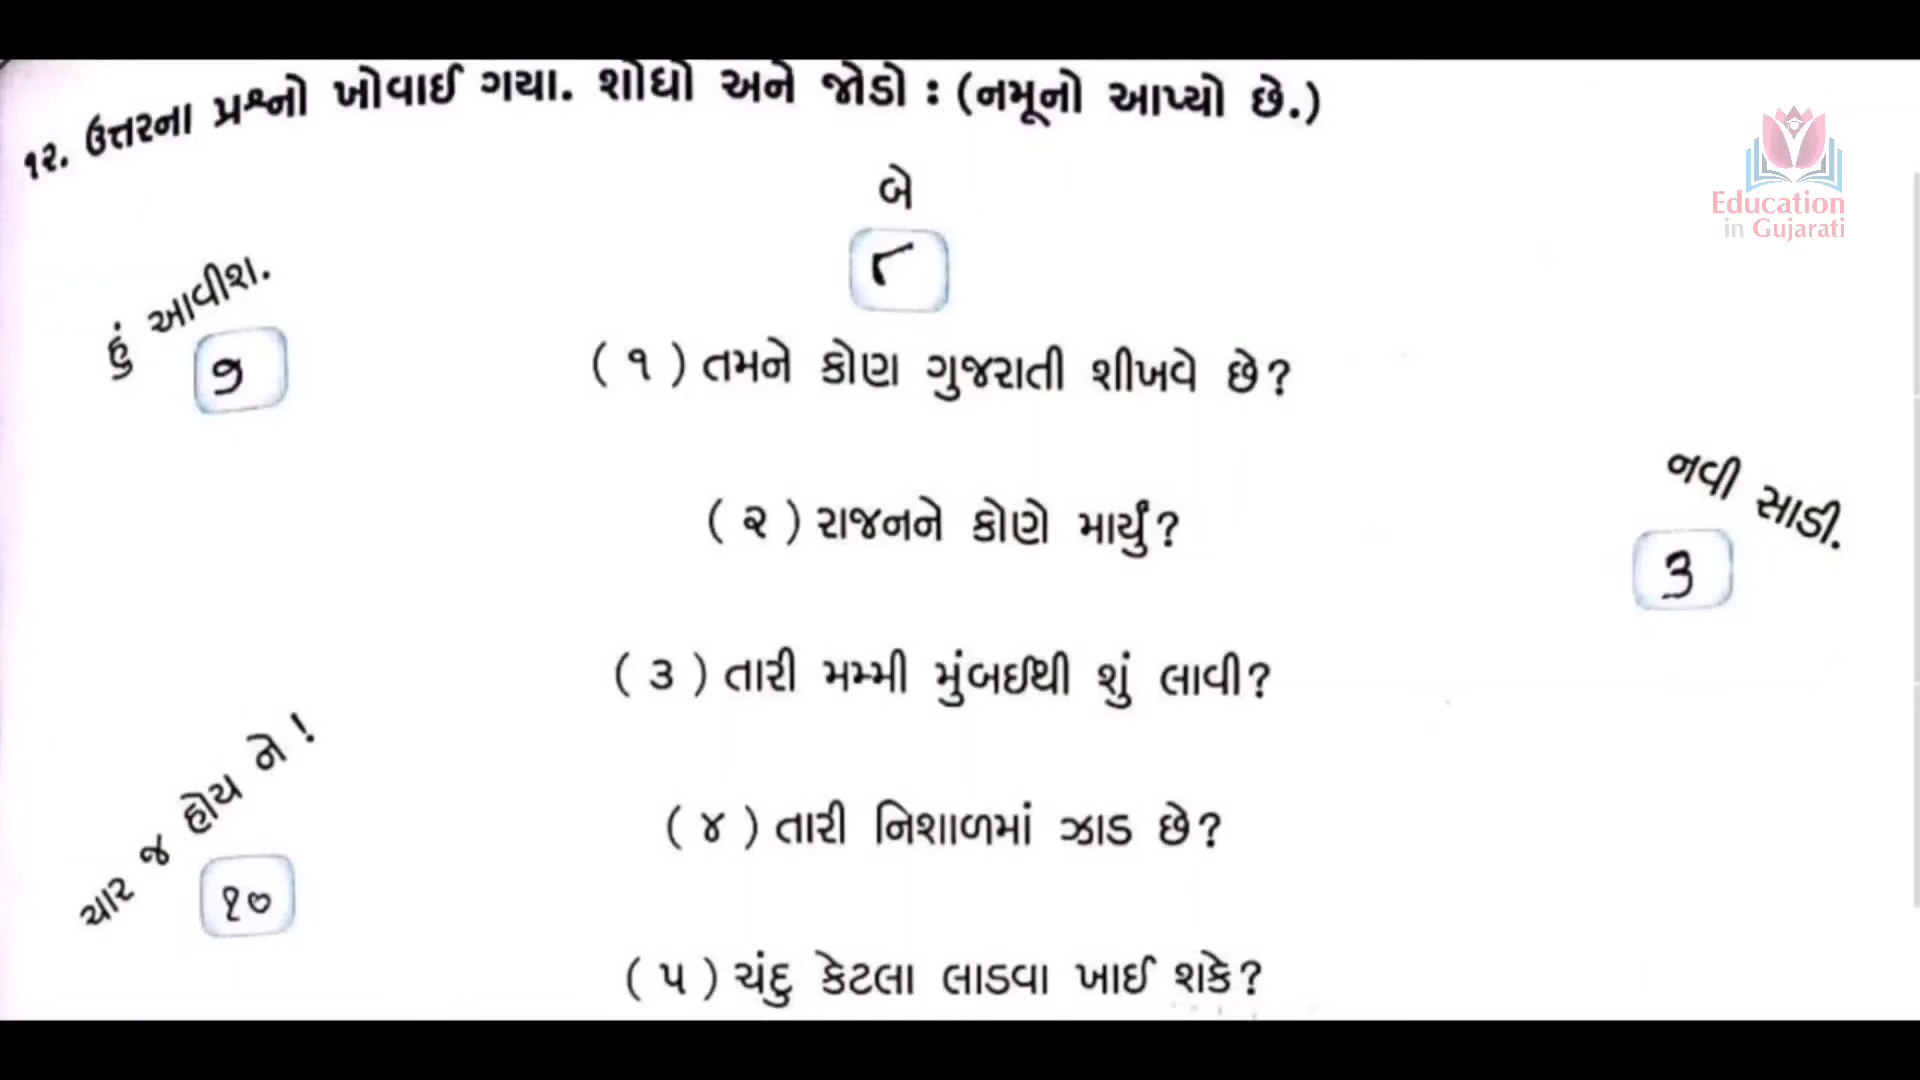 ૧૨. ઉત્તરના પ્રશ્નો ખોવાઈ ગયા. શોધો અને જોડો : (નમૂનો આપ્યો છે.)
Education
in Gujarati
બે
૮
હું આવીશ.
૭
(૧) તમને કોણ ગુજરાતી શીખવે છે?
નવી સાડી.
(૨) રાજનને કોણે માર્યું?
૩
(૩) તારી મમ્મી મુંબઈથી શું લાવી?
ચાર જ હોય ને !
(૪) તારી નિશાળમાં ઝાડ છે?
૧૦
(૫) ચંદુ કેટલા લાડવા ખાઈ શકે?